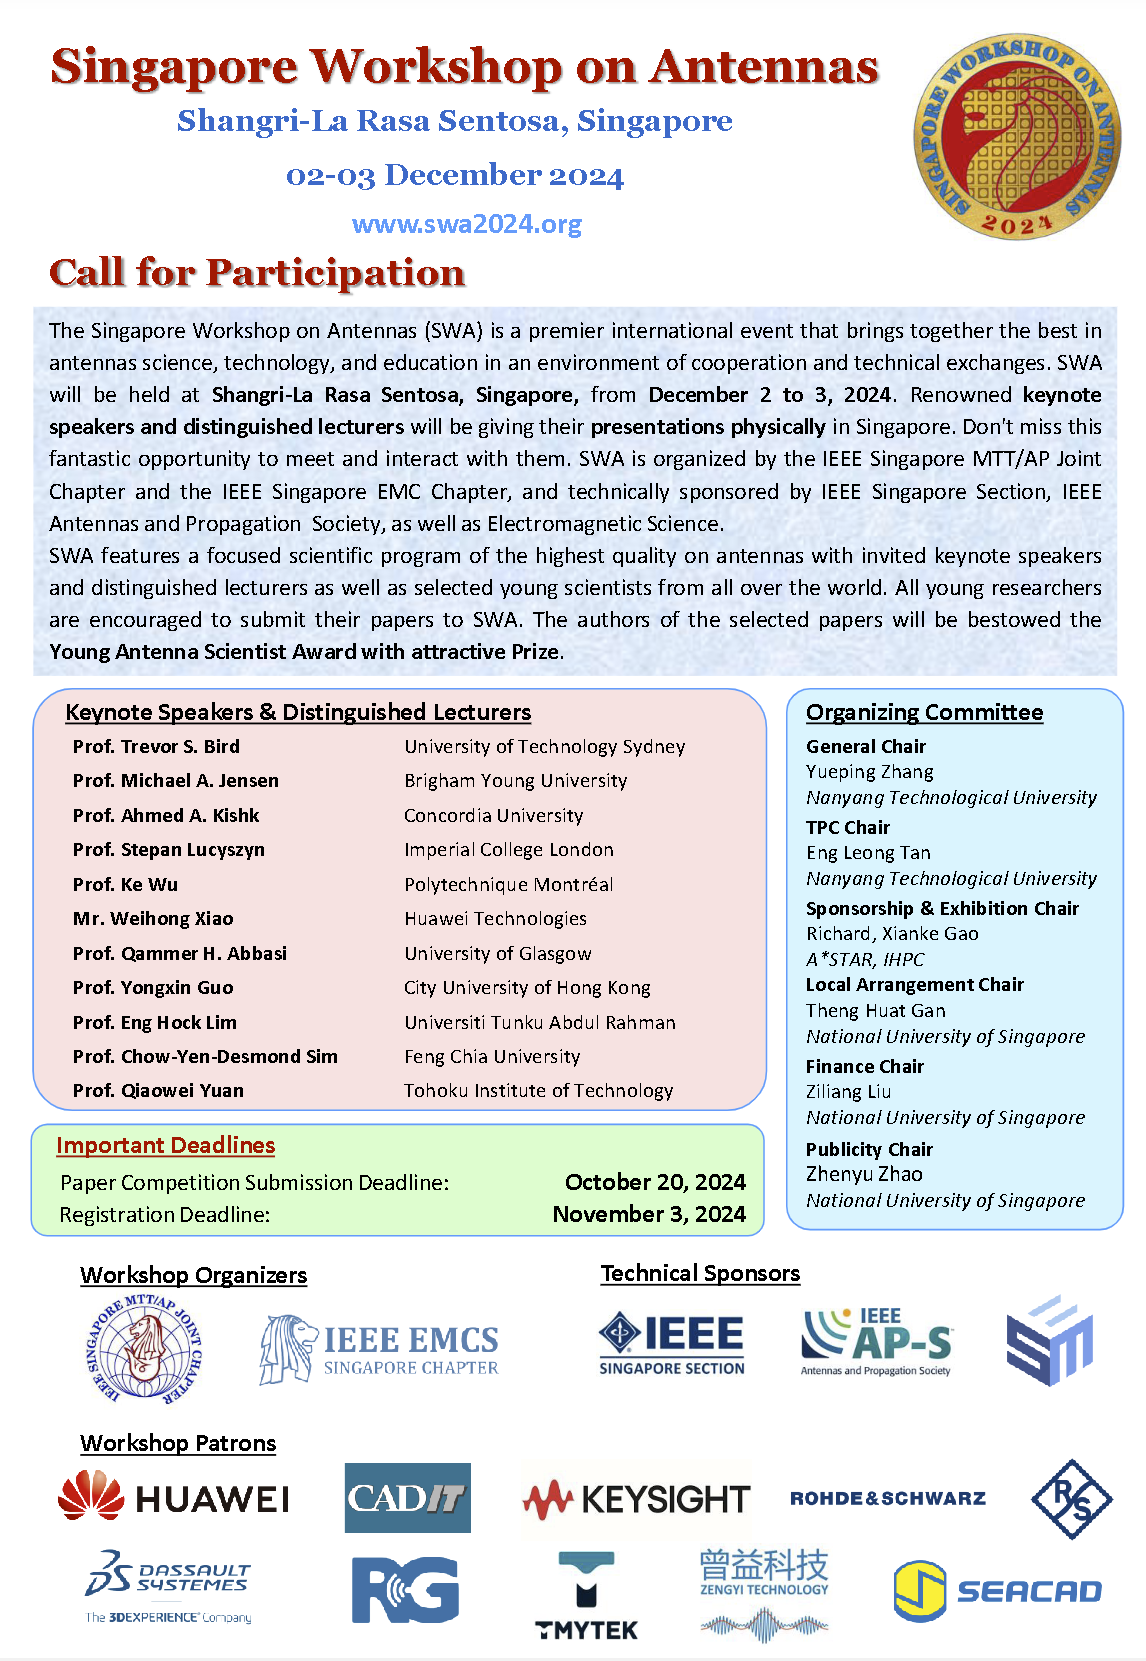 Singapore Workshop on Antennas
Shangri-La Rasa Sentosa, Singapore
02-03 December 2024
www.swa2024.org
SINGAPORE WORKSHOP ON ANTENNAS
2024
Call for Participation
The Singapore Workshop on Antennas (SWA) is a premier international event that brings together the best in
antennas science, technology, and education in an environment of cooperation and technical exchanges. SWA
will be held at Shangri-La Rasa Sentosa, Singapore, from December 2 to 3, 2024. Renowned keynote
speakers and distinguished lecturers will be giving their presentations physically in Singapore. Don't miss this
fantastic opportunity to meet and interact with them. SWA is organized by the IEEE Singapore MTT/AP Joint
Chapter and the IEEE Singapore EMC Chapter, and technically sponsored by IEEE Singapore Section, IEEE
Antennas and Propagation Society, as well as Electromagnetic Science.
SWA features a focused scientific program of the highest quality on antennas with invited keynote speakers
and distinguished lecturers as well as selected young scientists from all over the world. All young researchers
are encouraged to submit their papers to SWA. The authors of the selected papers will be bestowed the
Young Antenna Scientist Award with attractive Prize.
Keynote Speakers & Distinguished Lecturers
Prof. Trevor S. Bird University of Technology Sydney
Prof. Michael A. Jensen Brigham Young University
Prof. Ahmed A. Kishk Concordia University
Prof. Stepan Lucyszyn Imperial College London
Prof. Ke Wu Polytechnique Montréal
Mr. Weihong Xiao Huawei Technologies
Prof. Qammer H. Abbasi University of Glasgow
Prof. Yongxin Guo City University of Hong Kong
Prof. Eng Hock Lim Universiti Tunku Abdul Rahman
Prof. Chow-Yen-Desmond Sim Feng Chia University
Prof. Qiaowei Yuan Tohoku Institute of Technology
Organizing Committee
General Chair
Yueping Zhang
Nanyang Technological University
TPC Chair
Eng Leong Tan
Nanyang Technological University
Sponsorship & Exhibition Chair
Richard, Xianke Gao
A*STAR, IHPC
Local Arrangement Chair
Theng Huat Gan
National University of Singapore
Finance Chair
Ziliang Liu
National University of Singapore
Publicity Chair
Zhenyu Zhao
National University of Singapore
Important Deadlines
Paper Competition Submission Deadline: October 20, 2024
Registration Deadline: November 3, 2024
Workshop Organizers
IEEE SINGAPORE MTT/AP JOINT CHAPTER
IEEE EMCS
SINGAPORE CHAPTER
Technical Sponsors
IEEE
SINGAPORE SECTION
IEEE
AP-S
Antennas and Propagation Society
SM
Workshop Patrons
HUAWEI
CADIT
KEYSIGHT
ROHDE&SCHWARZ
R/S
DASSAULT
SYSTEMES
The 3DEXPERIENCE® Company
RG
TMYTEK
曾益科技
ZENGYI TECHNOLOGY
SEACAD